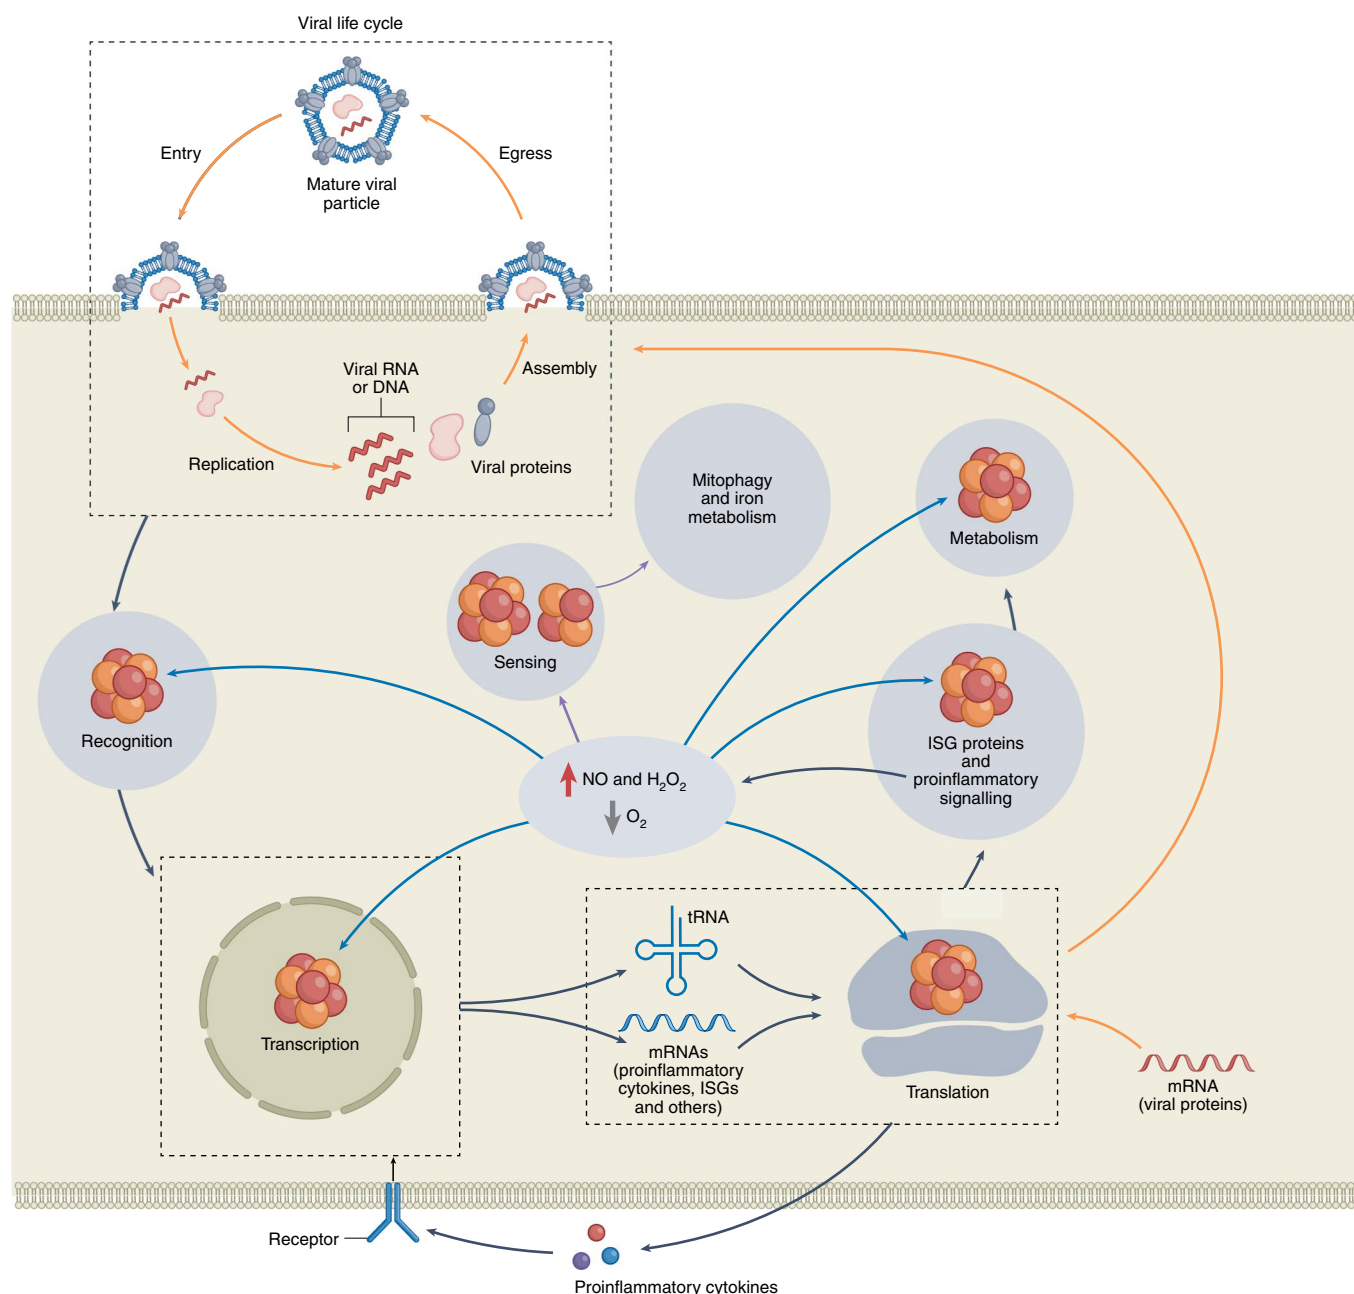 Viral life cycle
Entry
Egress
Mature viral
particle
Viral RNA
or DNA
Assembly
Replication
Viral proteins
Mitophagy
and iron
metabolism
Metabolism
Sensing
Recognition
ISG proteins
and
proinflammatory
signalling
NO and H₂O₂
O₂
tRNA
Transcription
mRNAs
(proinflammatory
cytokines, ISGs
and others)
Translation
mRNA
(viral proteins)
Receptor
Proinflammatory cytokines